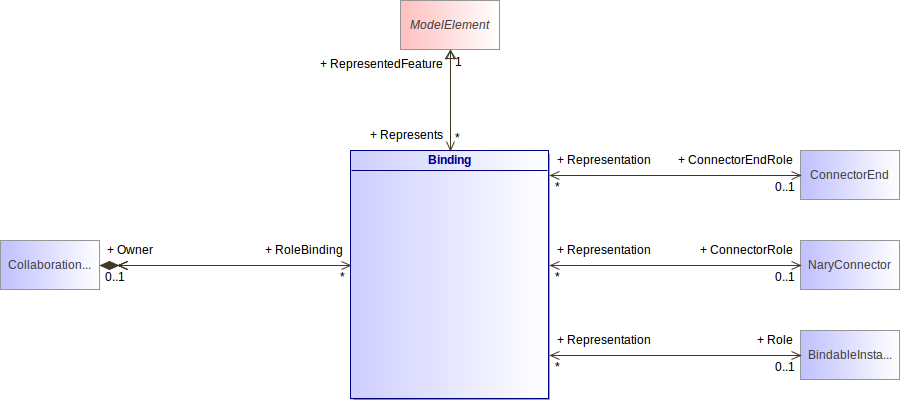 ModelElement
+ RepresentedFeature
1
+ Represents
*
Binding
+ Representation
+ ConnectorEndRole
ConnectorEnd
*
0..1
+ Owner
+ RoleBinding
Collaboration...
0..1
*
+ Representation
+ ConnectorRole
NaryConnector
*
0..1
+ Representation
+ Role
BindableInsta...
*
0..1